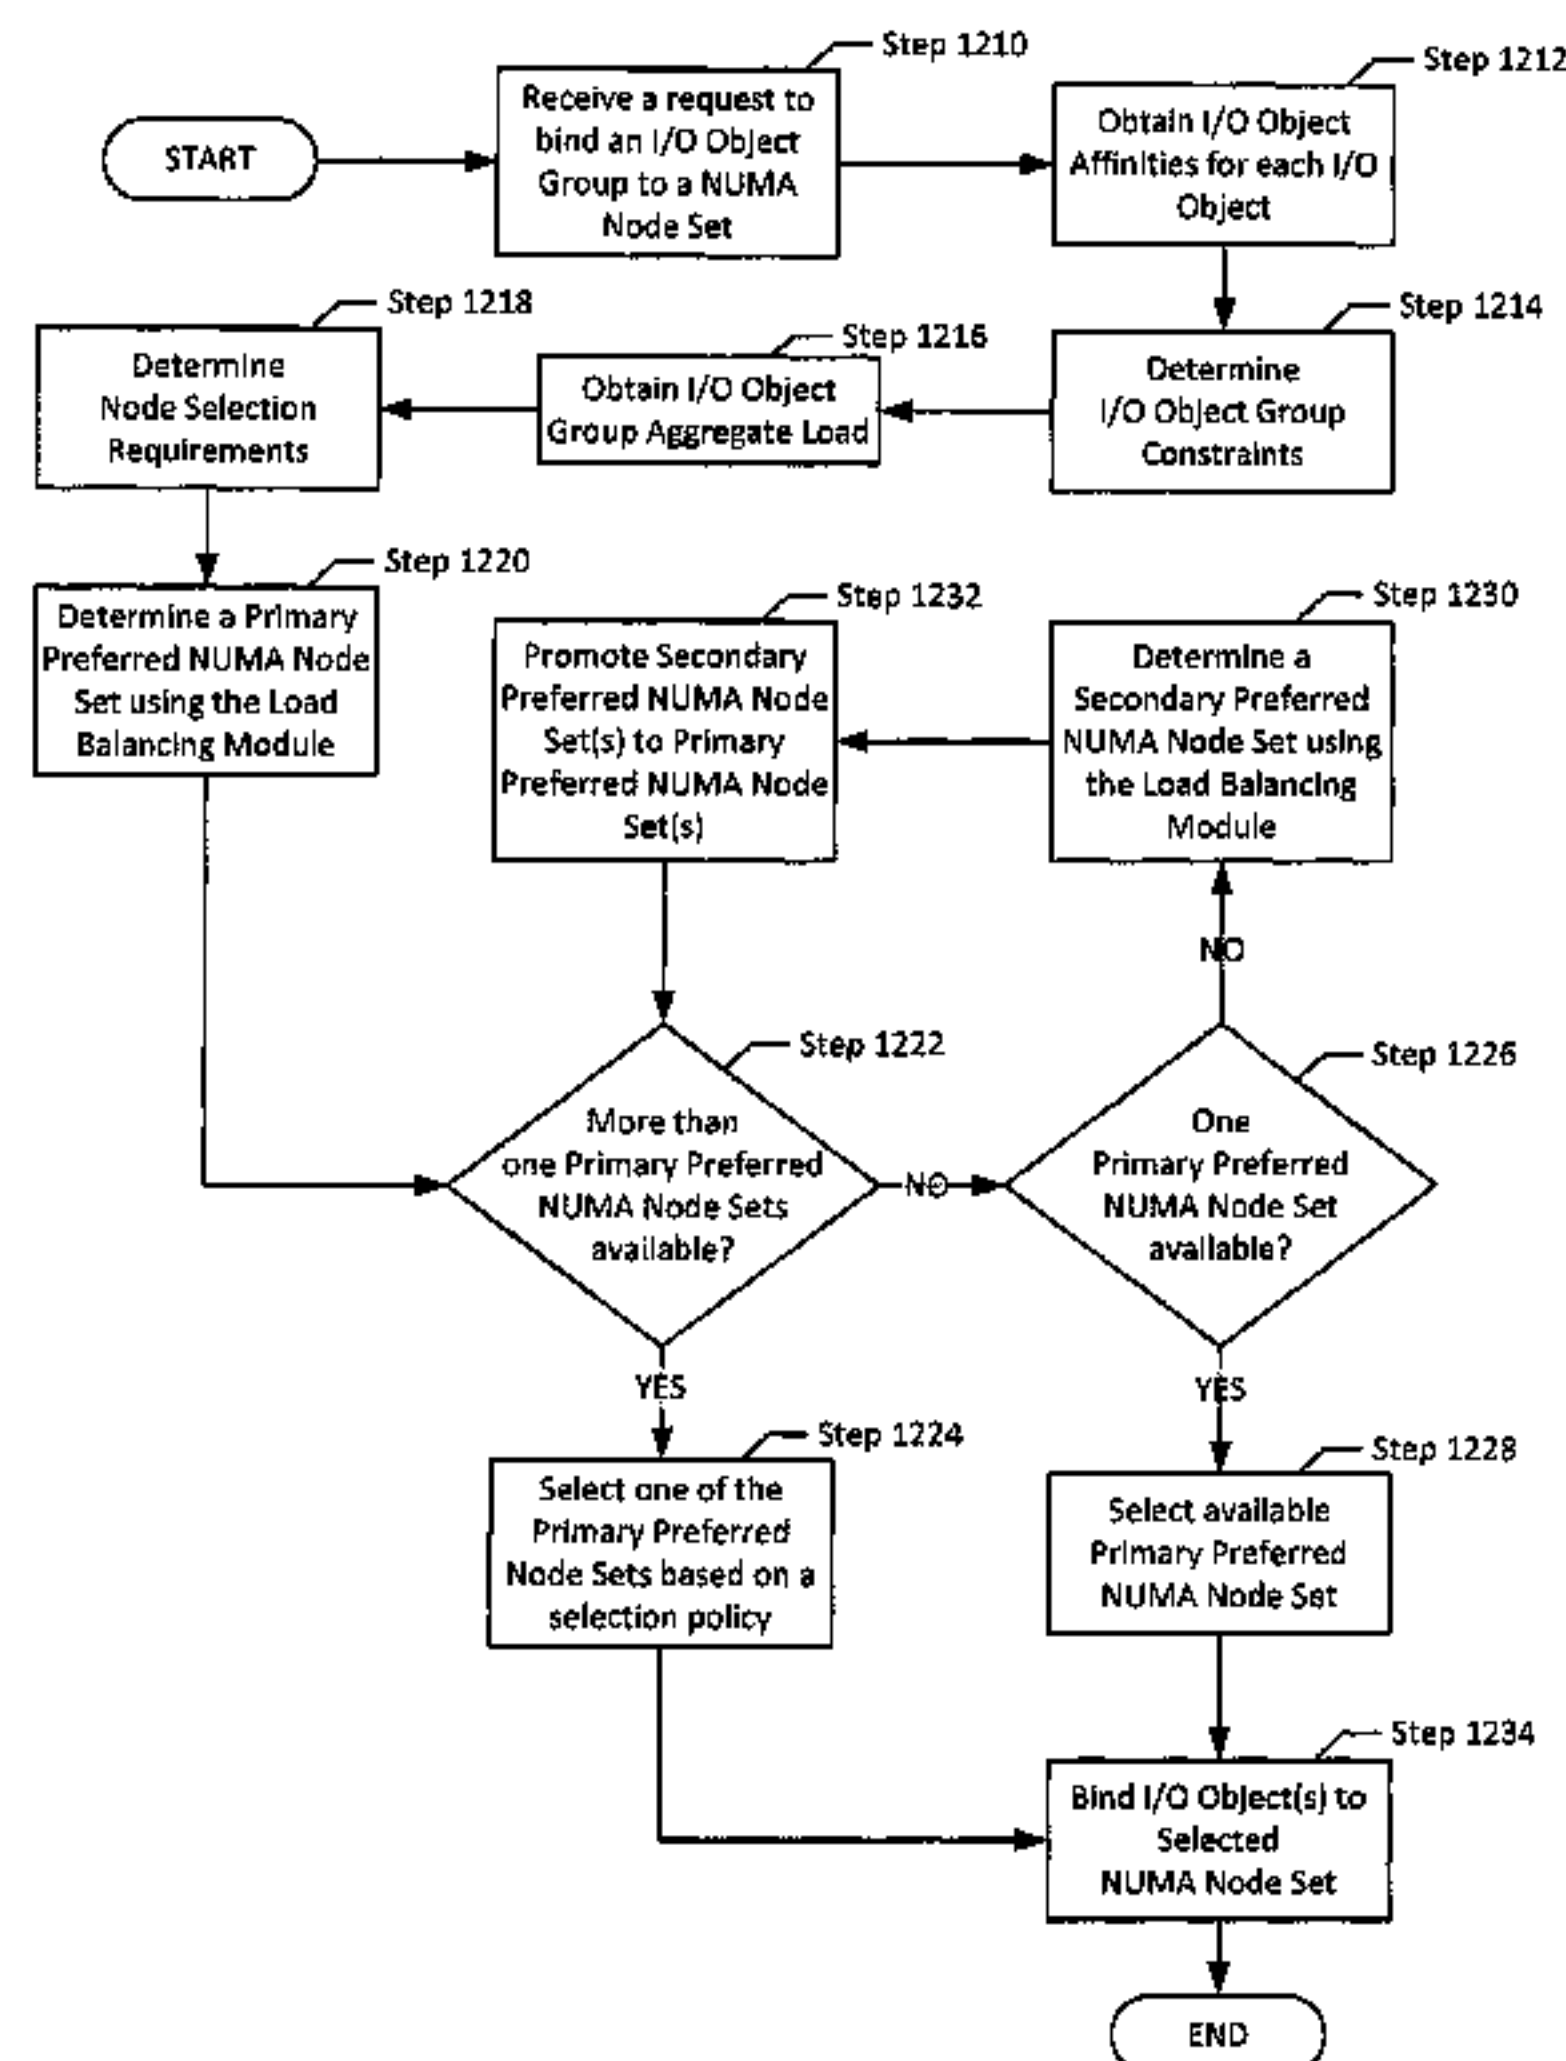 Step 1210
Step 1212
START
Receive a request to
bind an I/O Object
Group to a NUMA
Node Set
Obtain I/O Object
Affinities for each I/O
Object
Step 1218
Step 1216
Step 1214
Determine
Node Selection
Requirements
Obtain I/O Object
Group Aggregate Load
Determine
I/O Object Group
Constraints
Step 1220
Step 1232
Step 1230
Determine a Primary
Preferred NUMA Node
Set using the Load
Balancing Module
Promote Secondary
Preferred NUMA Node
Set(s) to Primary
Preferred NUMA Node
Set(s)
Determine a
Secondary Preferred
NUMA Node Set using
the Load Balancing
Module
NO
Step 1222
Step 1226
More than
one Primary Preferred
NUMA Node Sets
available?
NO
One
Primary Preferred
NUMA Node Set
available?
YES
YES
Step 1224
Step 1228
Select one of the
Primary Preferred
Node Sets based on a
selection policy
Select available
Primary Preferred
NUMA Node Set
Step 1234
Bind I/O Object(s) to
Selected
NUMA Node Set
END